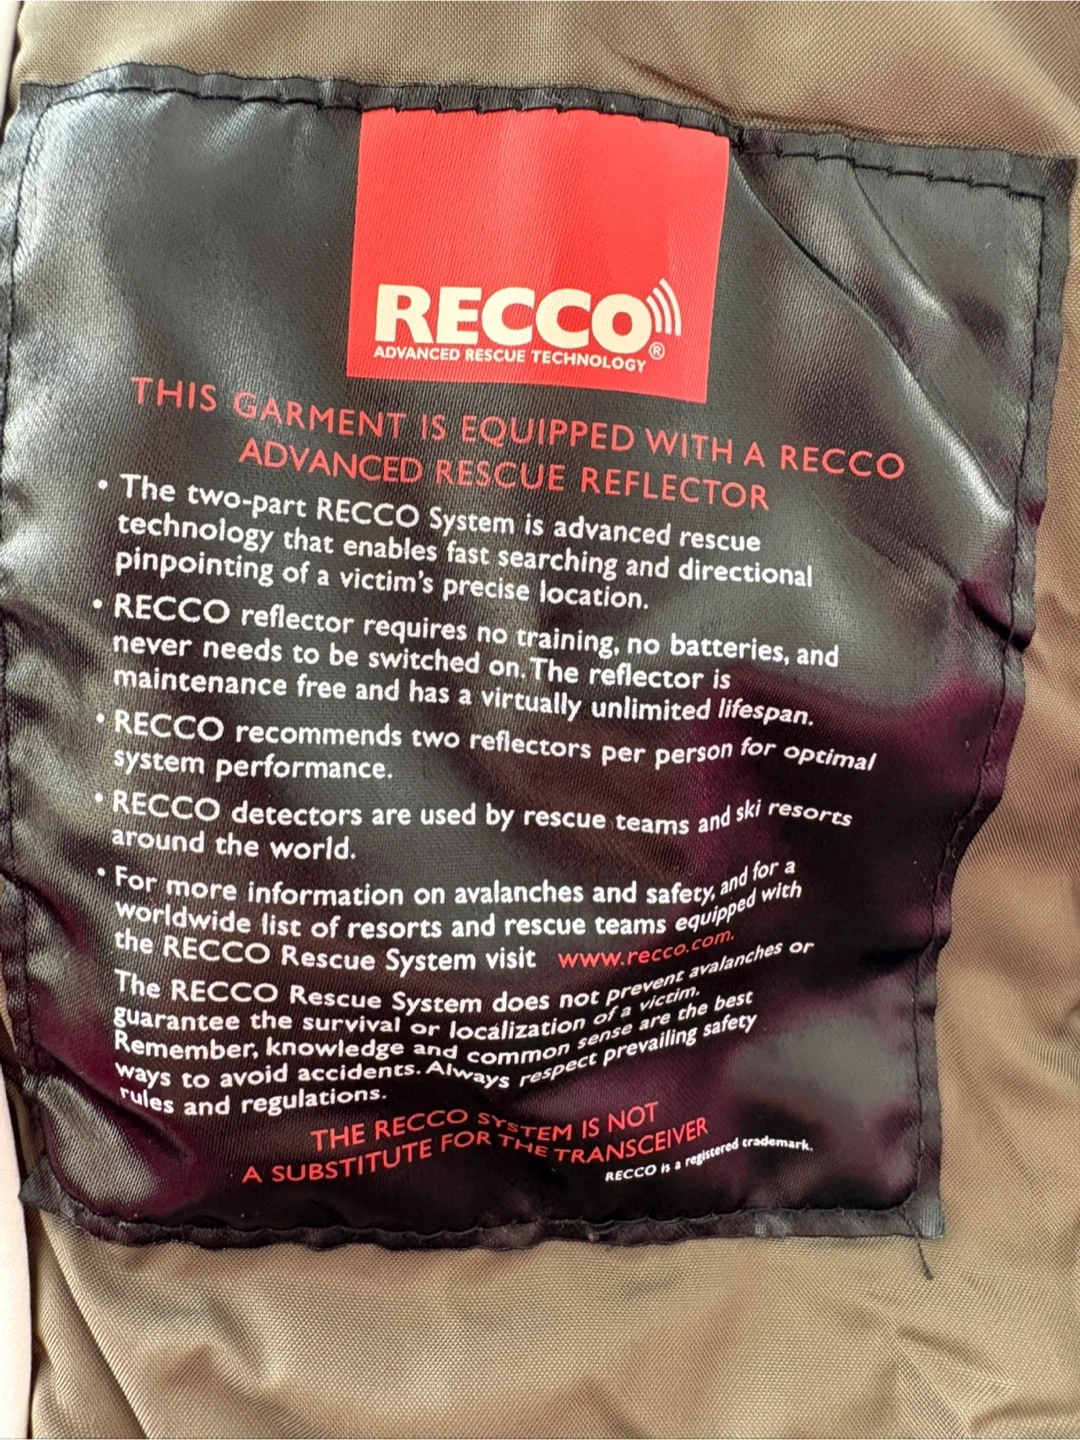 RECCO®
ADVANCED RESCUE TECHNOLOGY
THIS GARMENT IS EQUIPPED WITH A RECCO
ADVANCED RESCUE REFLECTOR
• The two-part RECCO System is advanced rescue
technology that enables fast searching and directional
pinpointing of a victim's precise location.
• RECCO reflector requires no training, no batteries, and
never needs to be switched on. The reflector is
maintenance free and has a virtually unlimited lifespan.
• RECCO recommends two reflectors per person for optimal
system performance.
• RECCO detectors are used by rescue teams and ski resorts
around the world.
• For more information on avalanches and safety, and for a
worldwide list of resorts and rescue teams equipped with
the RECCO Rescue System visit www.recco.com.
The RECCO Rescue System does not prevent avalanches or
guarantee the survival or localization of a victim.
Remember, knowledge and common sense are the best
ways to avoid accidents. Always respect prevailing safety
rules and regulations.
THE RECCO SYSTEM IS NOT
A SUBSTITUTE FOR THE TRANSCEIVER
RECCO is a registered trademark.